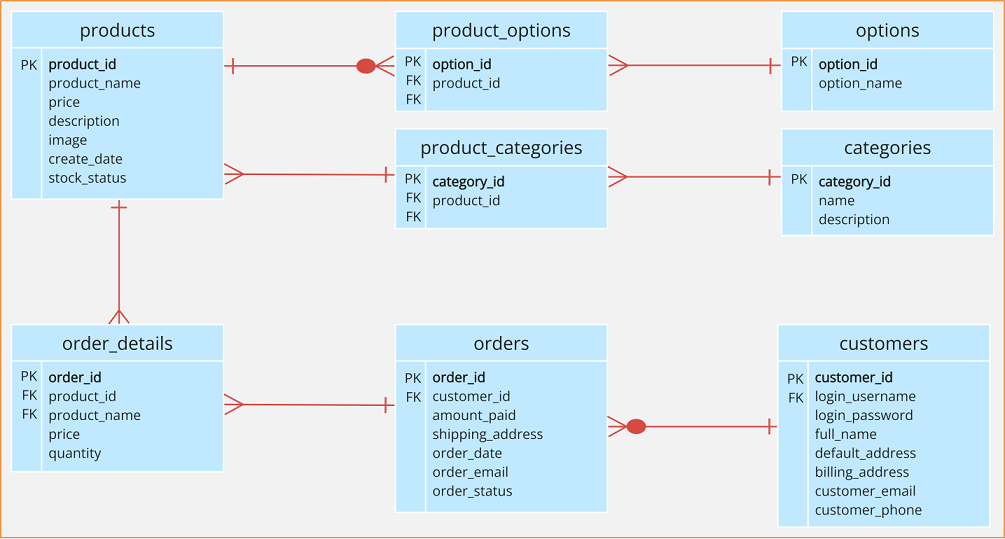 products
PK product_id
product_name
price
description
image
create_date
stock_status
product_options
PK option_id
FK product_id
FK
options
PK option_id
option_name
product_categories
PK category_id
FK product_id
FK
categories
PK category_id
name
description
order_details
PK order_id
FK product_id
FK product_name
price
quantity
orders
PK order_id
FK customer_id
amount_paid
shipping_address
order_date
order_email
order_status
customers
PK customer_id
FK login_username
login_password
full_name
default_address
billing_address
customer_email
customer_phone